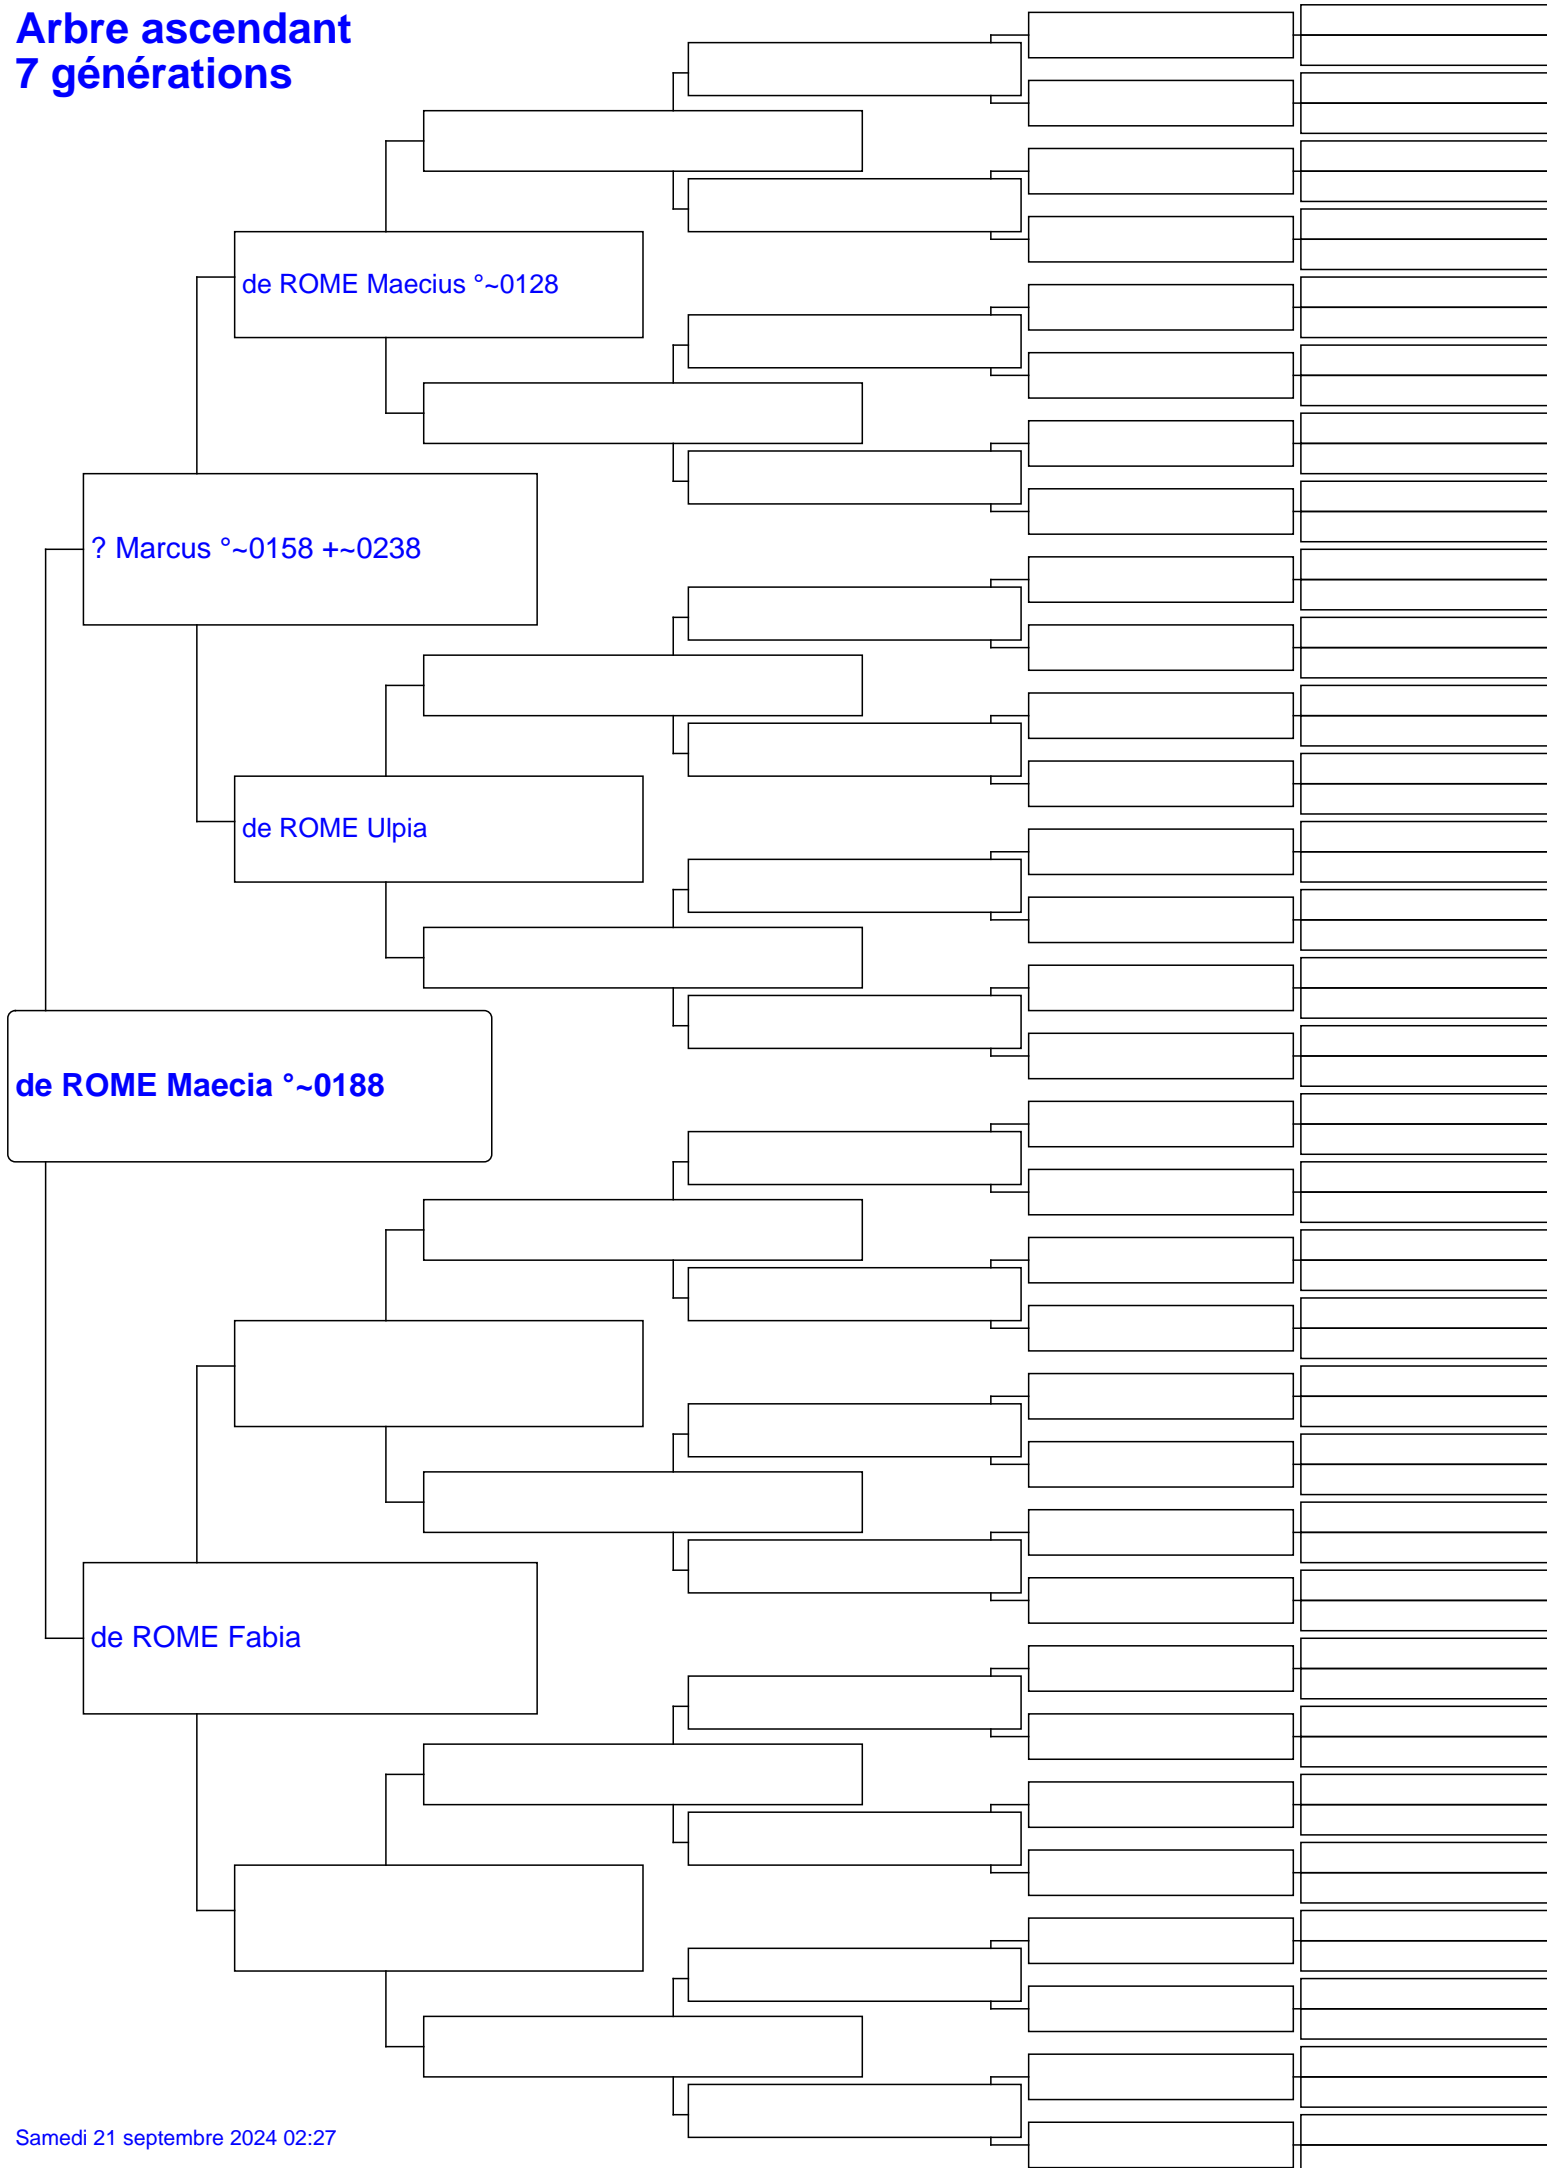 Arbre ascendant
7 générations
de ROME Maecius °~0128
? Marcus °~0158 +~0238
de ROME Ulpia
de ROME Maecia °~0188
de ROME Fabia
Samedi 21 septembre 2024 02:27